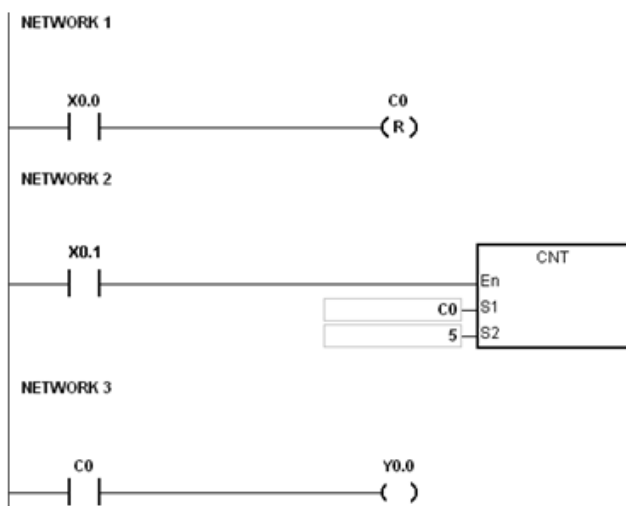 NETWORK 1
X0.0 C0
R
NETWORK 2
X0.1
CNT
En
C0 S1
5 S2
NETWORK 3
C0 Y0.0